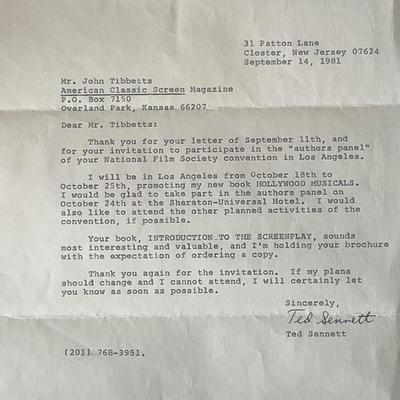 31 Patton Lane
Closter, New Jersey 07624
September 14, 1981
Mr. John Tibbetts
American Classic Screen Magazine
P.O. Box 7150
Overland Park, Kansas 66207
Dear Mr. Tibbetts:
Thank you for your letter of September 11th, and
for your invitation to participate in the "authors panel"
of your National Film Society convention in Los Angeles.
I will be in Los Angeles from October 18th to
October 25th, promoting my new book HOLLYWOOD MUSICALS.
I would be glad to take part in the authors panel on
October 24th at the Sheraton-Universal Hotel. I would
also like to attend the other planned activities of the
convention, if possible.
Your book, INTRODUCTION TO THE SCREENPLAY, sounds
most interesting and valuable, and I'm holding your brochure
with the expectation of ordering a copy.
Thank you again for the invitation. If my plans
should change and I cannot attend, I will certainly let
you know as soon as possible.
Sincerely,
Ted Sennett
Ted Sennett
(201) 768-3951.